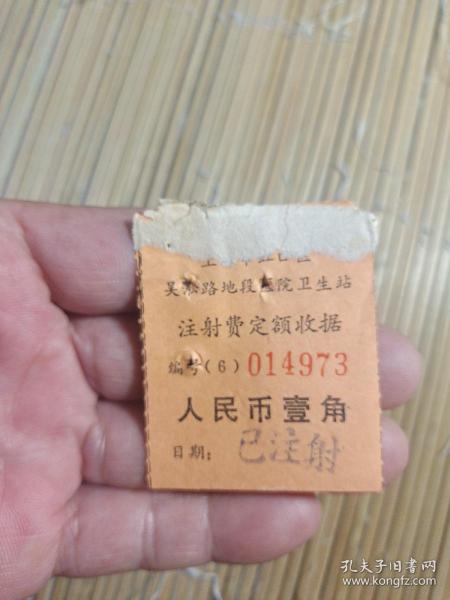 吴淞路地段医院卫生站
注射费定额收据
编号(6) 014973
人民币壹角
日期: 已注射
孔夫子旧书网
www.kongfz.com